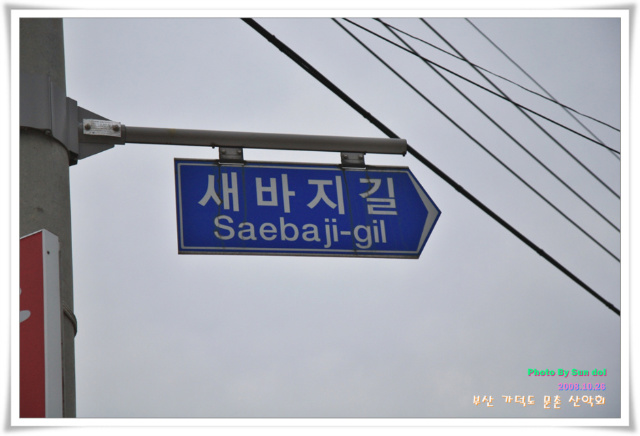 새바지길
Saebaji-gil
Photo By San dol
2008.10.25
부산 가덕도 문촌 산악회